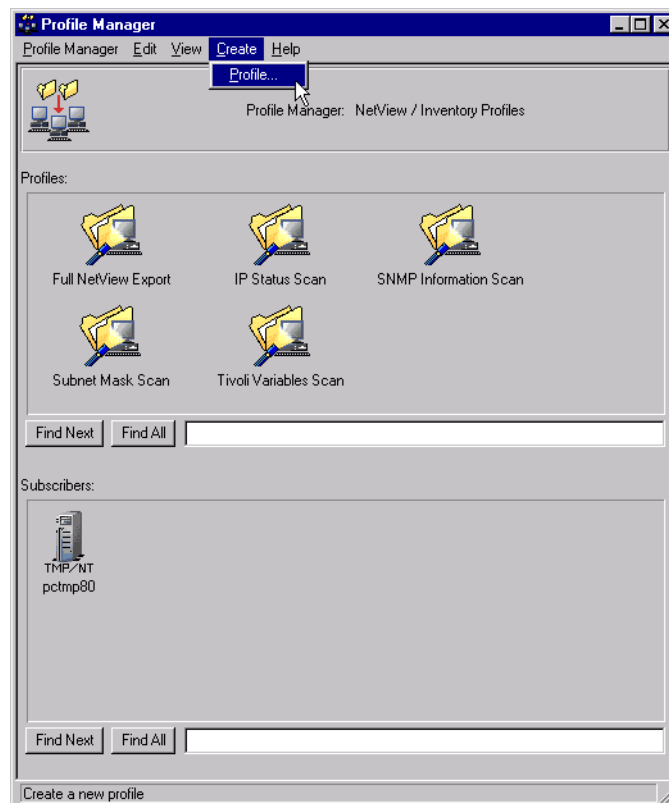 Profile Manager
Profile Manager Edit View Create Help
Profile...
Profile Manager: NetView / Inventory Profiles
Profiles:
Full NetView Export IP Status Scan SNMP Information Scan
Subnet Mask Scan Tivoli Variables Scan
Find Next Find All
Subscribers:
TMP/NT
pctmp80
Find Next Find All
Create a new profile